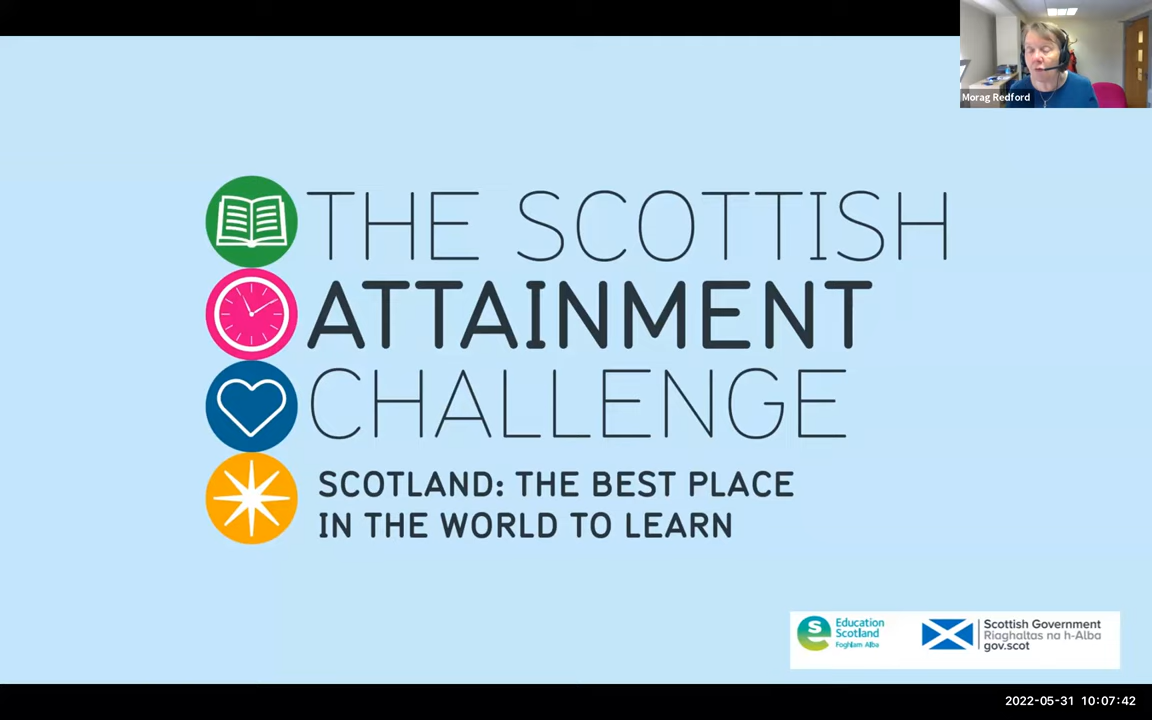 Morag Redford
THE SCOTTISH
ATTAINMENT
CHALLENGE
SCOTLAND: THE BEST PLACE
IN THE WORLD TO LEARN
Education
Scotland
Foghlam Alba
Scottish Government
Riaghaltas na h-Alba
gov.scot
2022-05-31 10:07:42